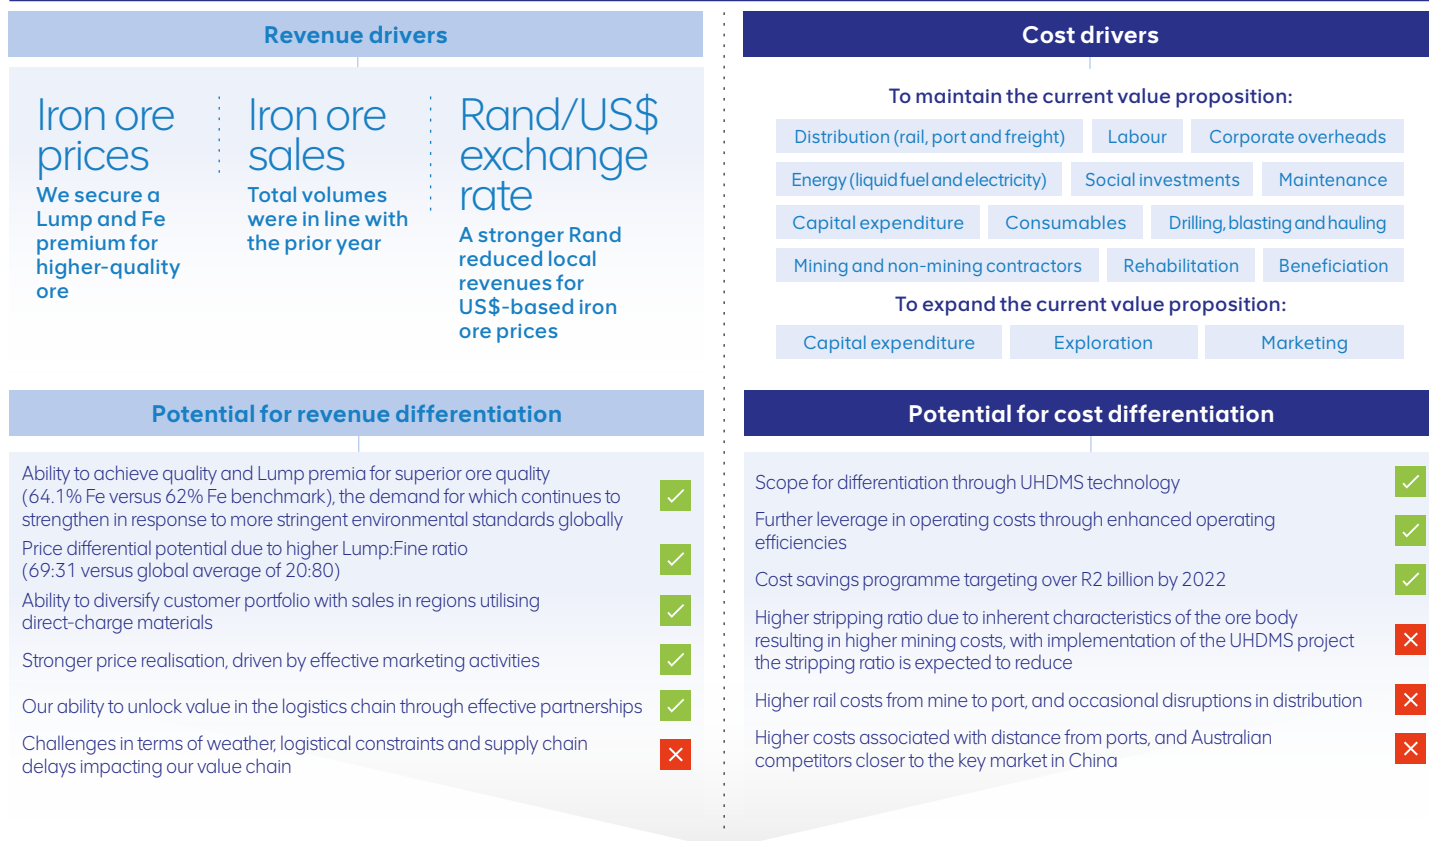 Revenue drivers
Iron ore
prices
We secure a
Lump and Fe
premium for
higher-quality
ore
Iron ore
sales
Total volumes
were in line with
the prior year
Rand/US$
exchange
rate
A stronger Rand
reduced local
revenues for
US$-based iron
ore prices
Cost drivers
To maintain the current value proposition:
Distribution (rail, port and freight)
Labour
Corporate overheads
Energy (liquid fuel and electricity)
Social investments
Maintenance
Capital expenditure
Consumables
Drilling, blasting and hauling
Mining and non-mining contractors
Rehabilitation
Beneficiation
To expand the current value proposition:
Capital expenditure
Exploration
Marketing
Potential for revenue differentiation
Ability to achieve quality and Lump premia for superior ore quality
(64.1% Fe versus 62% Fe benchmark), the demand for which continues to
strengthen in response to more stringent environmental standards globally
Price differential potential due to higher Lump:Fine ratio
(69:31 versus global average of 20:80)
Ability to diversify customer portfolio with sales in regions utilising
direct-charge materials
Stronger price realisation, driven by effective marketing activities
Our ability to unlock value in the logistics chain through effective partnerships
Challenges in terms of weather, logistical constraints and supply chain
delays impacting our value chain
Potential for cost differentiation
Scope for differentiation through UHDMS technology
Further leverage in operating costs through enhanced operating
efficiencies
Cost savings programme targeting over R2 billion by 2022
Higher stripping ratio due to inherent characteristics of the ore body
resulting in higher mining costs, with implementation of the UHDMS project
the stripping ratio is expected to reduce
Higher rail costs from mine to port, and occasional disruptions in distribution
Higher costs associated with distance from ports, and Australian
competitors closer to the key market in China